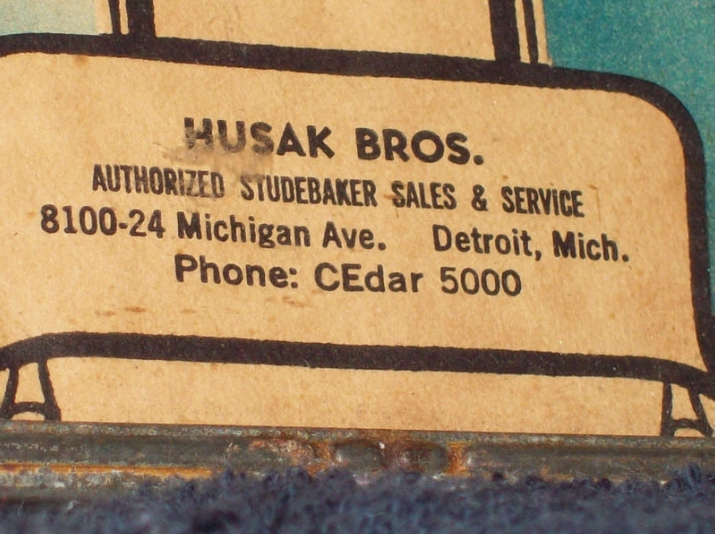 HUSAK BROS.
AUTHORIZED STUDEBAKER SALES & SERVICE
8100-24 Michigan Ave. Detroit, Mich.
Phone: CEdar 5000